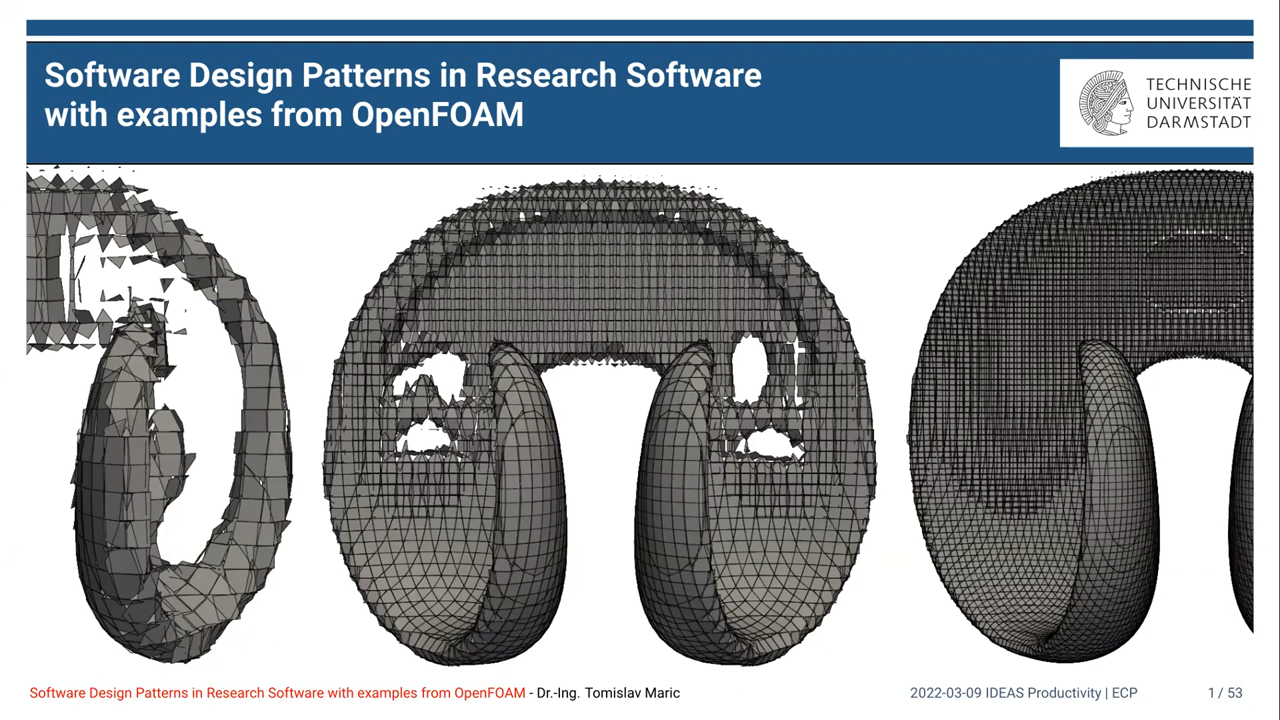 Software Design Patterns in Research Software
with examples from OpenFOAM
TECHNISCHE
UNIVERSITÄT
DARMSTADT
Software Design Patterns in Research Software with examples from OpenFOAM - Dr.-Ing. Tomislav Maric
2022-03-09 IDEAS Productivity | ECP
1 / 53